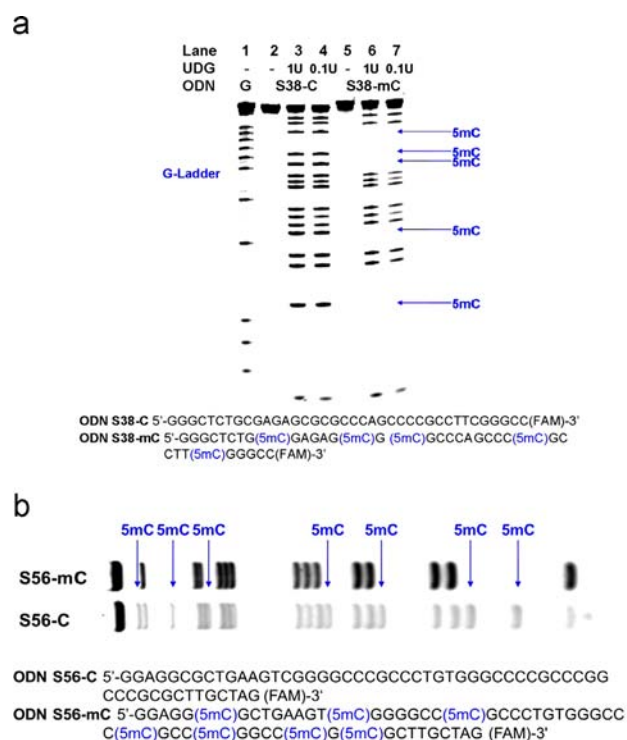 a
Lane 1 2 3 4 5 6 7
UDG - - 1U 0.1U - 1U 0.1U
ODN G S38-C S38-mC
5mC
5mC
5mC
G-Ladder
5mC
5mC
ODN S38-C 5'-GGGCTCTGCGAGAGCGCGCCCAGCCCCGCCTTCGGGCC(FAM)-3'
ODN S38-mC 5'-GGGCTCTG(5mC)GAGAG(5mC)G (5mC)GCCCAGCCC(5mC)GC
CTT(5mC)GGGCC(FAM)-3'
b
5mC 5mC 5mC 5mC 5mC 5mC 5mC
S56-mC
S56-C
ODN S56-C 5'-GGAGGCGCTGAAGTCGGGGCCCGCCCTGTGGGCCCCGCCCGG
CCCGCGCTTGCTAG (FAM)-3'
ODN S56-mC 5'-GGAGG(5mC)GCTGAAGT(5mC)GGGGCC(5mC)GCCCTGTGGGCC
C(5mC)GCC(5mC)GGCC(5mC)G(5mC)GCTTGCTAG (FAM)-3'